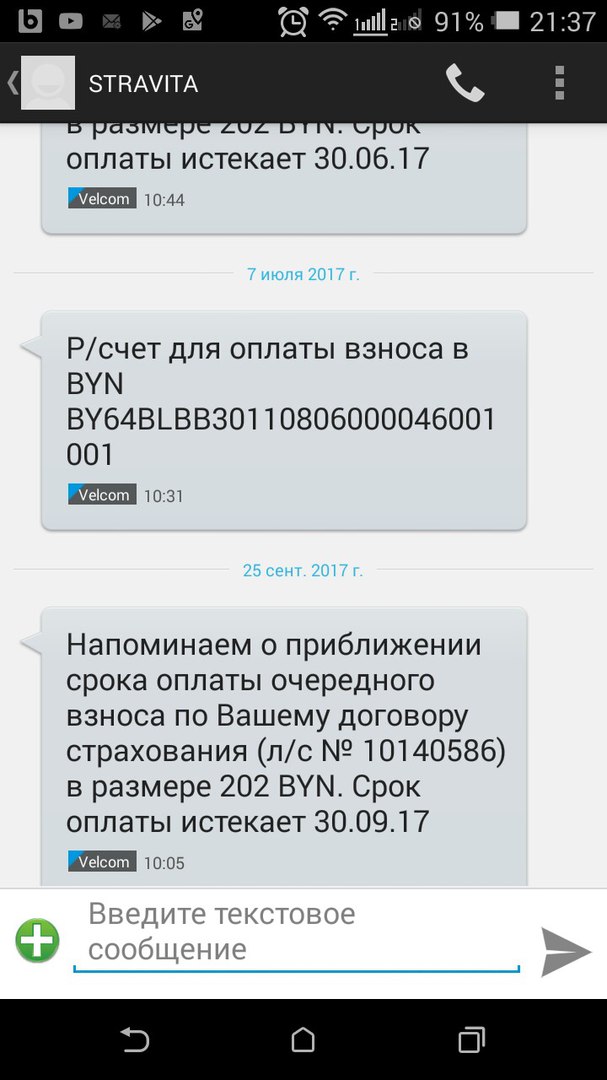 91% 21:37
STRAVITA
в размере 202 BYN. Срок
оплаты истекает 30.06.17
Velcom 10:44
7 июля 2017 г.
Р/счет для оплаты взноса в
BYN
BY64BLBB30110806000046001
001
Velcom 10:31
25 сент. 2017 г.
Напоминаем о приближении
срока оплаты очередного
взноса по Вашему договору
страхования (л/с № 10140586)
в размере 202 BYN. Срок
оплаты истекает 30.09.17
Velcom 10:05
Введите текстовое
сообщение